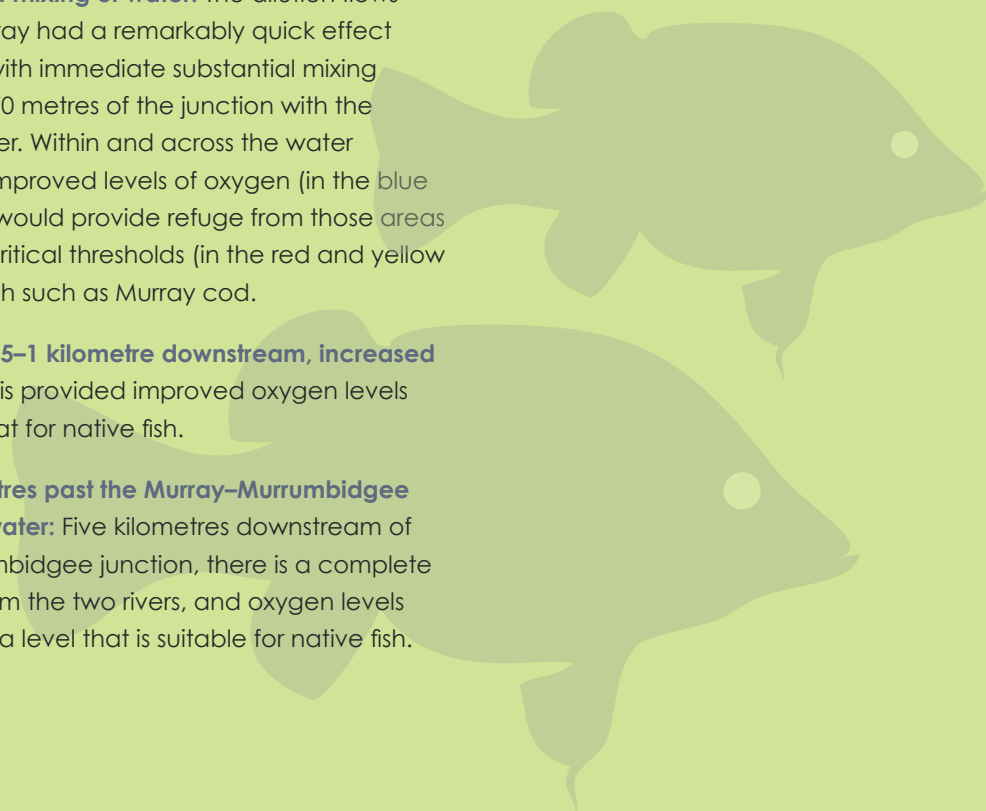 mixing of water: The dilution flows
ray had a remarkably quick effect
with immediate substantial mixing
0 metres of the junction with the
er. Within and across the water
mproved levels of oxygen (in the blue
would provide refuge from those areas
ritical thresholds (in the red and yellow
h such as Murray cod.
5–1 kilometre downstream, increased
is provided improved oxygen levels
at for native fish.
tres past the Murray–Murrumbidgee
water: Five kilometres downstream of
mbidgee junction, there is a complete
m the two rivers, and oxygen levels
a level that is suitable for native fish.